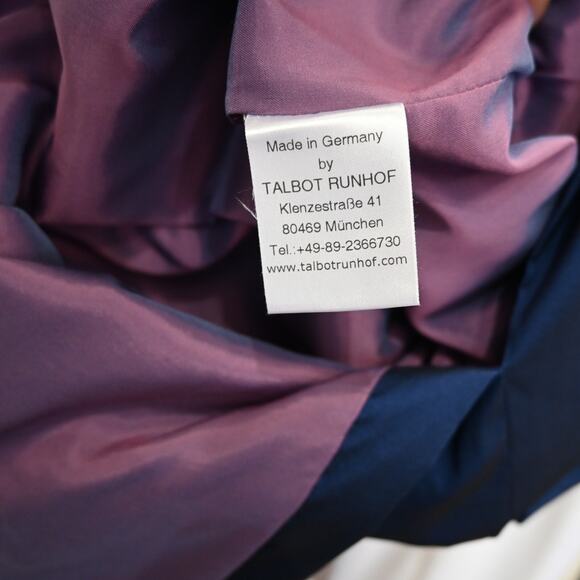 Made in Germany
by
TALBOT RUNHOF
Klenzestraße 41
80469 München
Tel.:+49-89-2366730
www.talbotrunhof.com